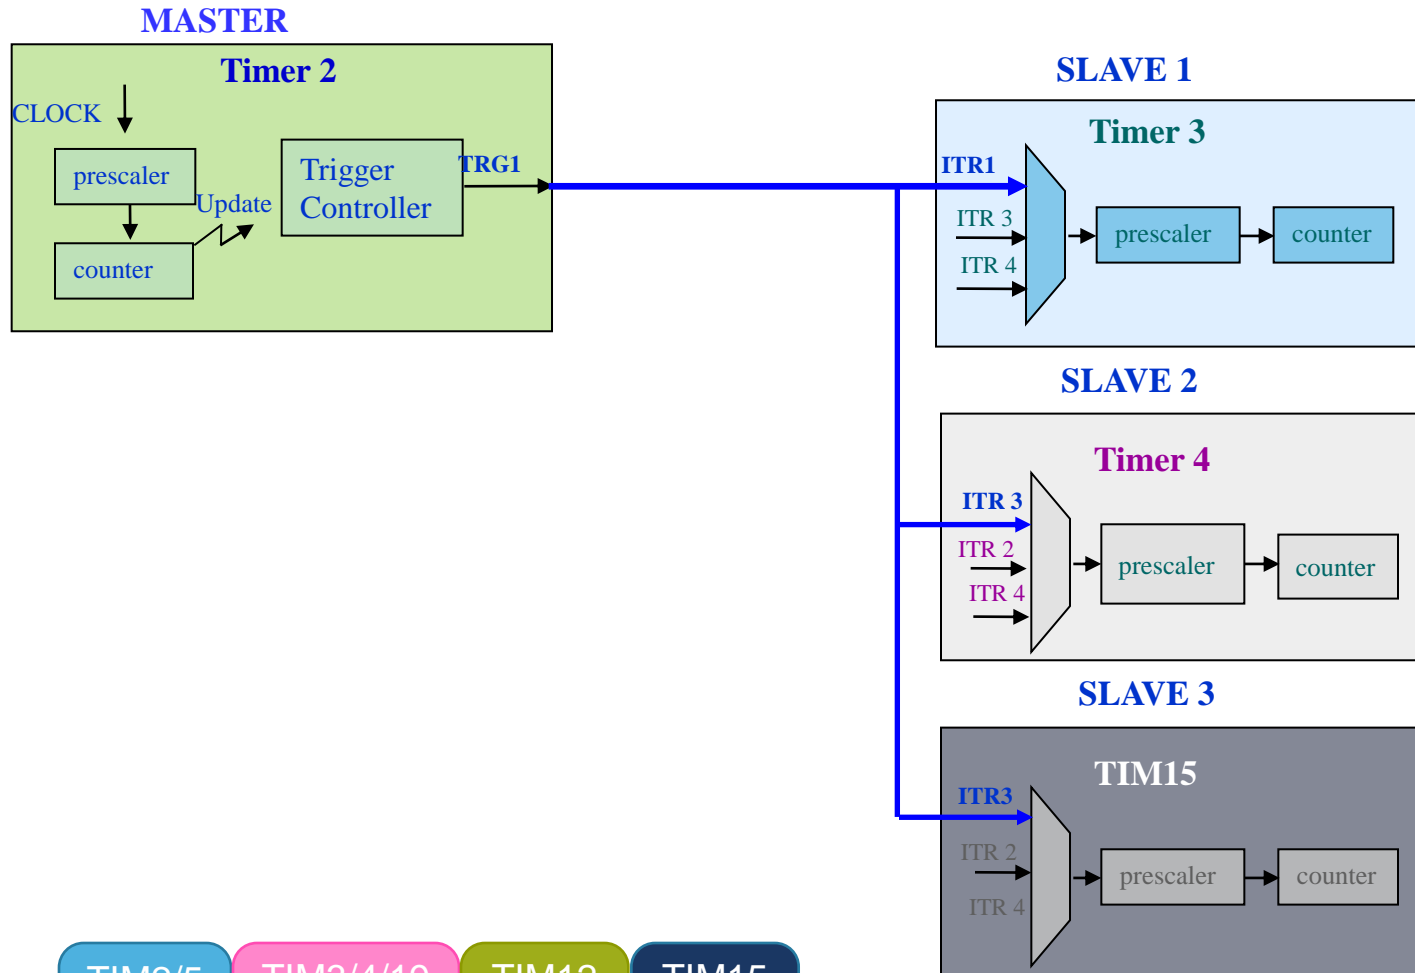 MASTER
Timer 2
CLOCK
prescaler
Update
counter
Trigger
Controller
TRG1
SLAVE 1
Timer 3
ITR1
ITR 3
ITR 4
prescaler
counter
SLAVE 2
Timer 4
ITR 3
ITR 2
ITR 4
prescaler
counter
SLAVE 3
TIM15
ITR3
ITR 2
ITR 4
prescaler
counter
TIM15